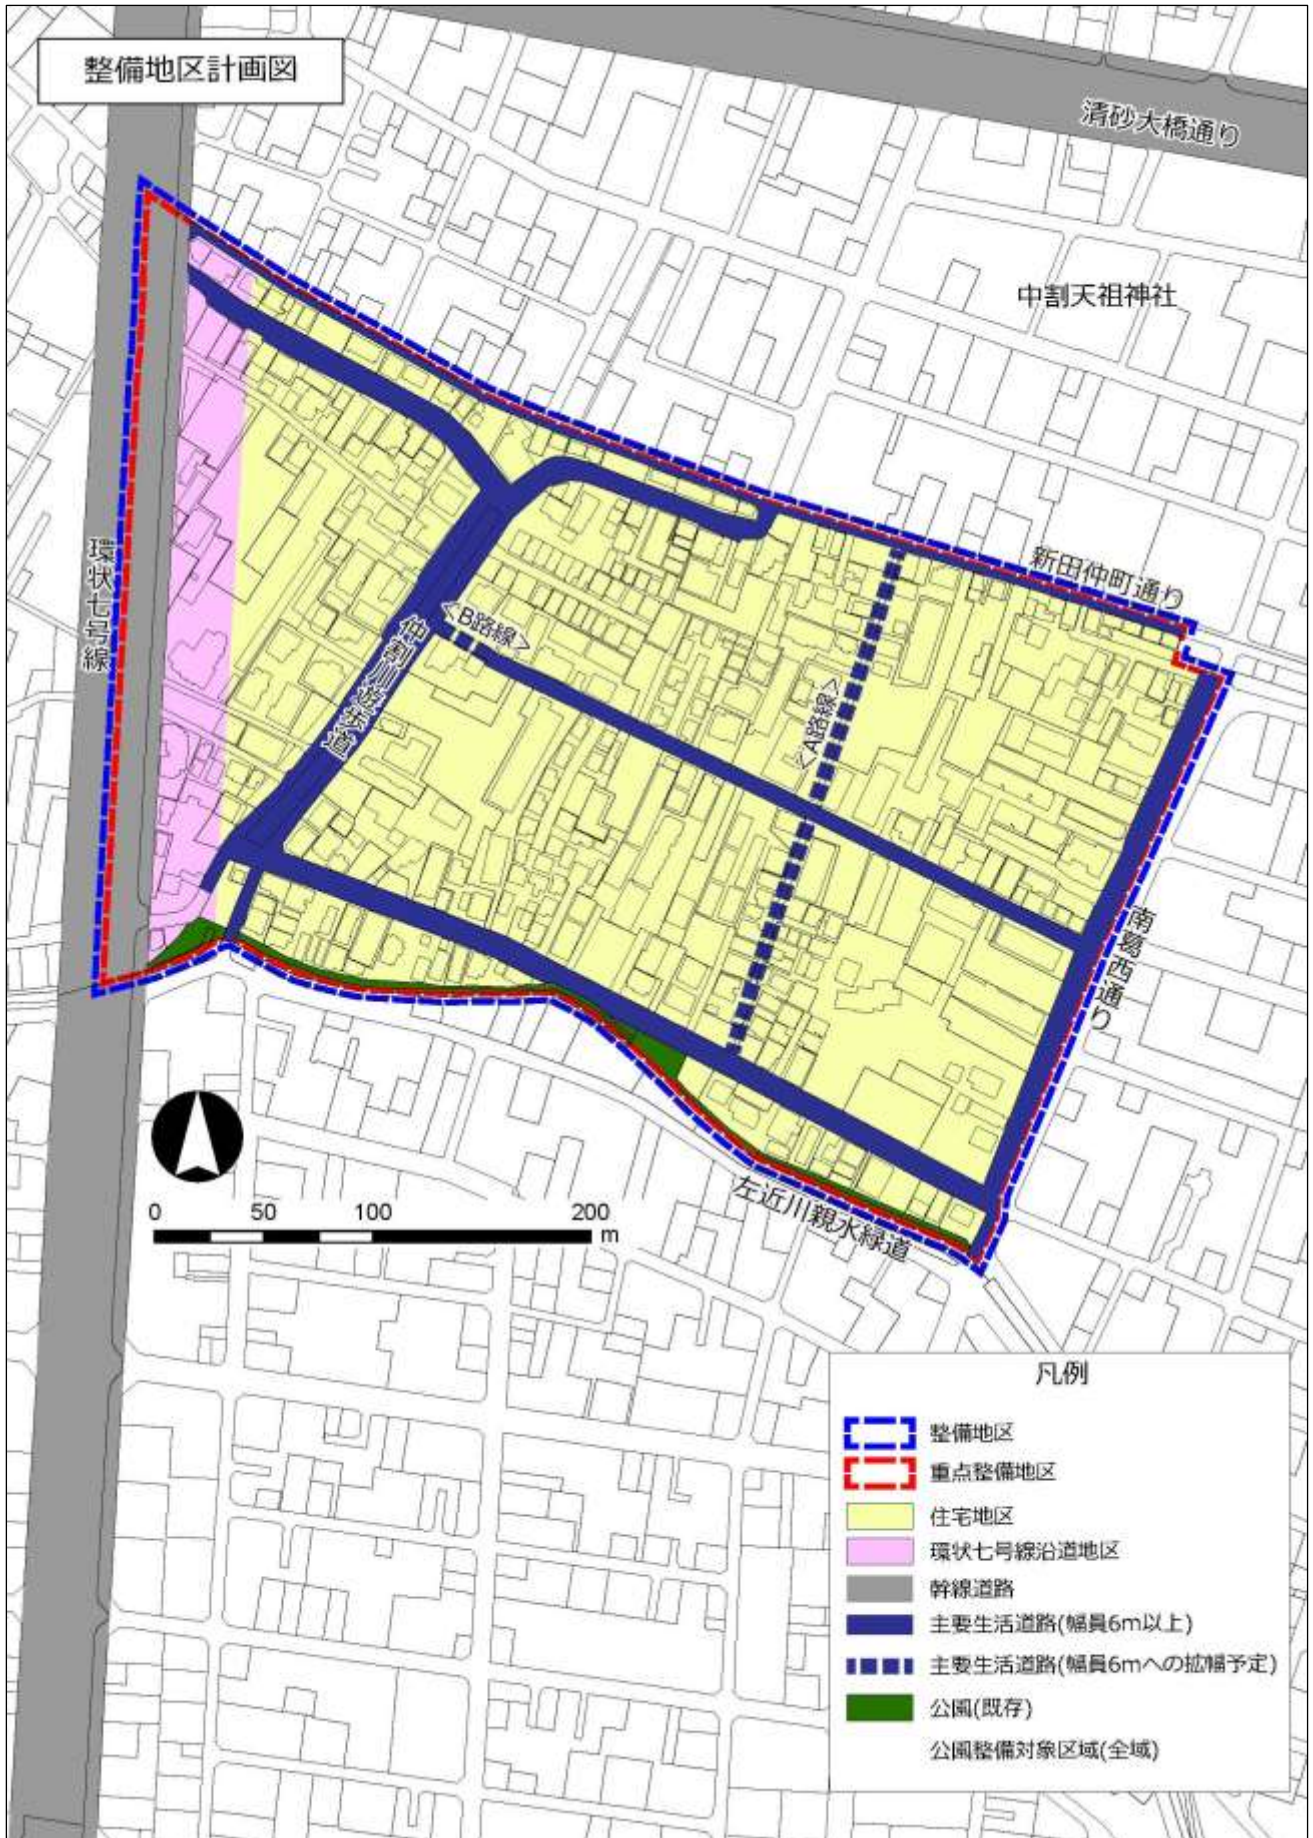 整備地区計画図
清砂大橋通り
中割天祖神社
環状七号線
新田仲町通り
<B路線>
仲割川遊歩道
<A路線>
南葛西通り
左近川親水緑道
0 50 100 200
m
凡例
整備地区
重点整備地区
住宅地区
環状七号線沿道地区
幹線道路
主要生活道路(幅員6m以上)
主要生活道路(幅員6mへの拡幅予定)
公園(既存)
公園整備対象区域(全域)